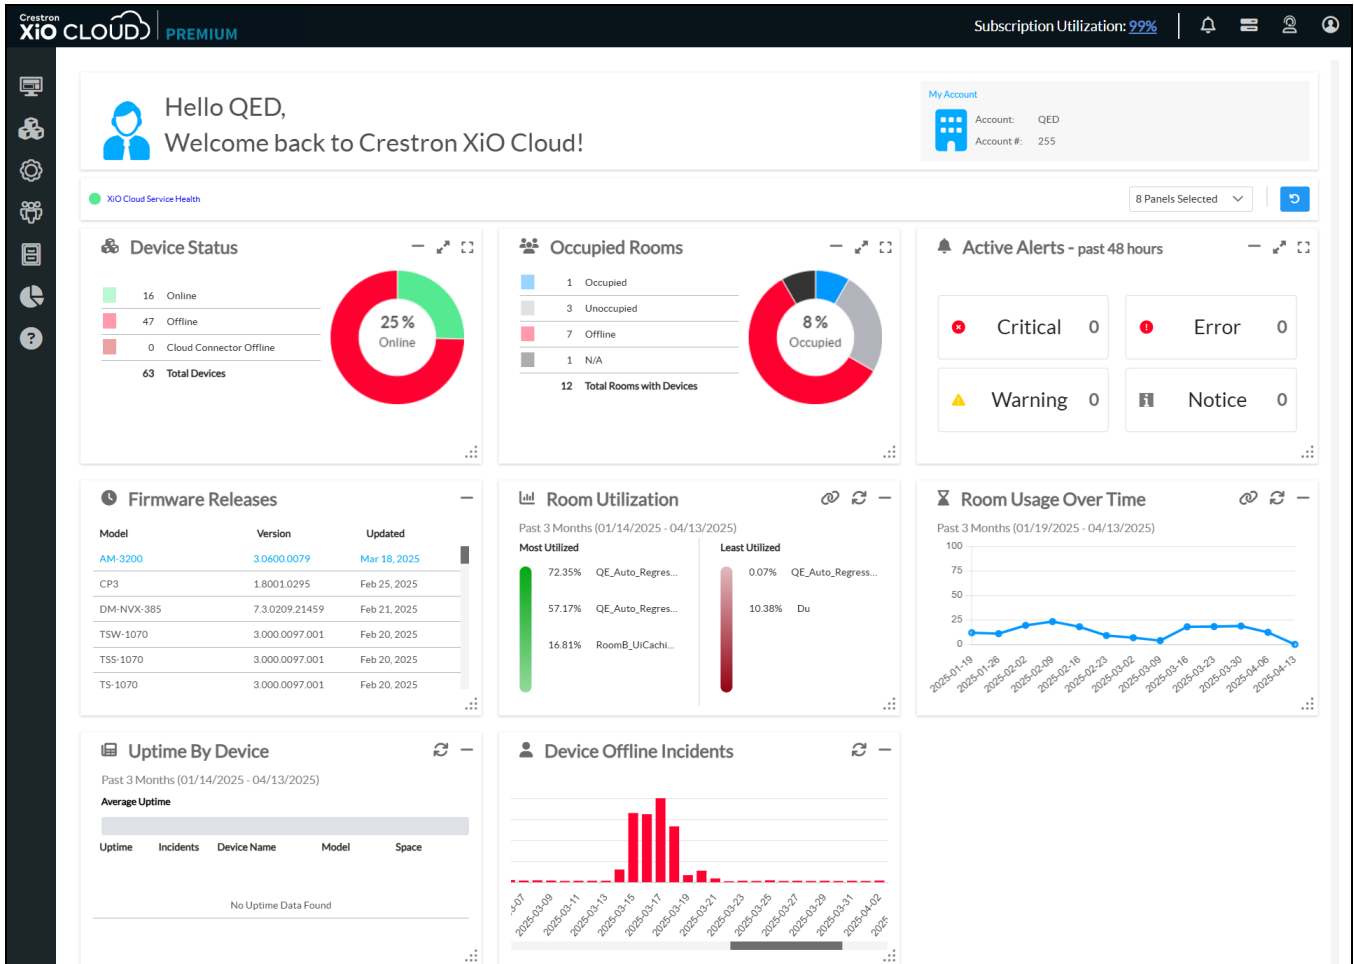 Crestron
XiO CLOUD PREMIUM
Subscription Utilization: 99%
Hello QED,
Welcome back to Crestron XiO Cloud!
My Account
Account: QED
Account #: 255
XiO Cloud Service Health
8 Panels Selected
Device Status
16 Online
47 Offline
0 Cloud Connector Offline
63 Total Devices
25 %
Online
Occupied Rooms
1 Occupied
3 Unoccupied
7 Offline
1 N/A
12 Total Rooms with Devices
8 %
Occupied
Active Alerts - past 48 hours
Critical 0
Error 0
Warning 0
Notice 0
Firmware Releases
Model Version Updated
AM-3200 3.0600.0079 Mar 18, 2025
CP3 1.8001.0295 Feb 25, 2025
DM-NVX-385 7.3.0209.21459 Feb 21, 2025
TSW-1070 3.000.0097.001 Feb 20, 2025
TSS-1070 3.000.0097.001 Feb 20, 2025
TS-1070 3.000.0097.001 Feb 20, 2025
Room Utilization
Past 3 Months (01/14/2025 - 04/13/2025)
Most Utilized
72.35% QE_Auto_Regres...
57.17% QE_Auto_Regres...
16.81% RoomB_UiCachi...
Least Utilized
0.07% QE_Auto_Regress...
10.38% Du
Room Usage Over Time
Past 3 Months (01/19/2025 - 04/13/2025)
100
75
50
25
0
2025-01-19 2025-01-26 2025-02-02 2025-02-09 2025-02-16 2025-02-23 2025-03-02 2025-03-09 2025-03-16 2025-03-23 2025-03-30 2025-04-06 2025-04-13
Uptime By Device
Past 3 Months (01/14/2025 - 04/13/2025)
Average Uptime
Uptime Incidents Device Name Model Space
No Uptime Data Found
Device Offline Incidents
3-07 2025-03-09 2025-03-11 2025-03-13 2025-03-15 2025-03-17 2025-03-19 2025-03-21 2025-03-23 2025-03-25 2025-03-27 2025-03-29 2025-03-31 2025-04-02 2025